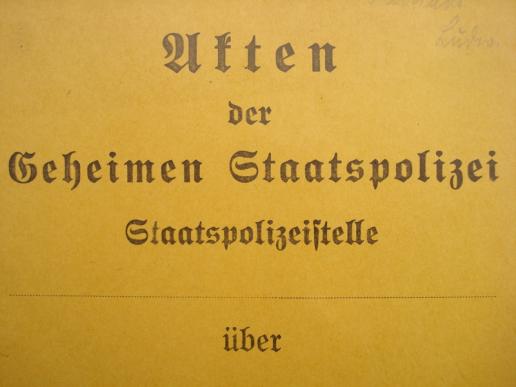 Akten
der
Geheimen Staatspolizei
Staatspolizeiſtelle
über